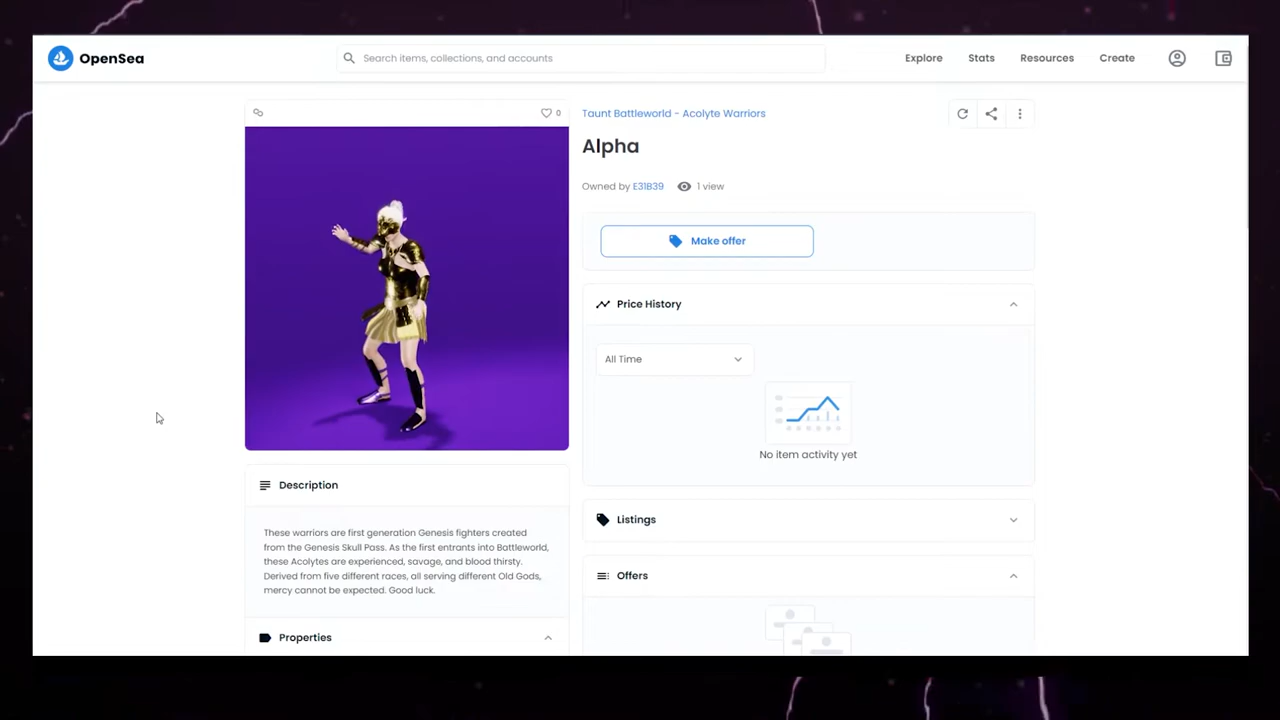 OpenSea
Search items, collections, and accounts
Explore
Stats
Resources
Create
0
Taunt Battleworld - Acolyte Warriors
Alpha
Owned by E31B39
1 view
Make offer
Price History
All Time
No item activity yet
Description
These warriors are first generation Genesis fighters created
from the Genesis Skull Pass. As the first entrants into Battleworld,
these Acolytes are experienced, savage, and blood thirsty.
Derived from five different races, all serving different Old Gods,
mercy cannot be expected. Good luck.
Properties
Listings
Offers